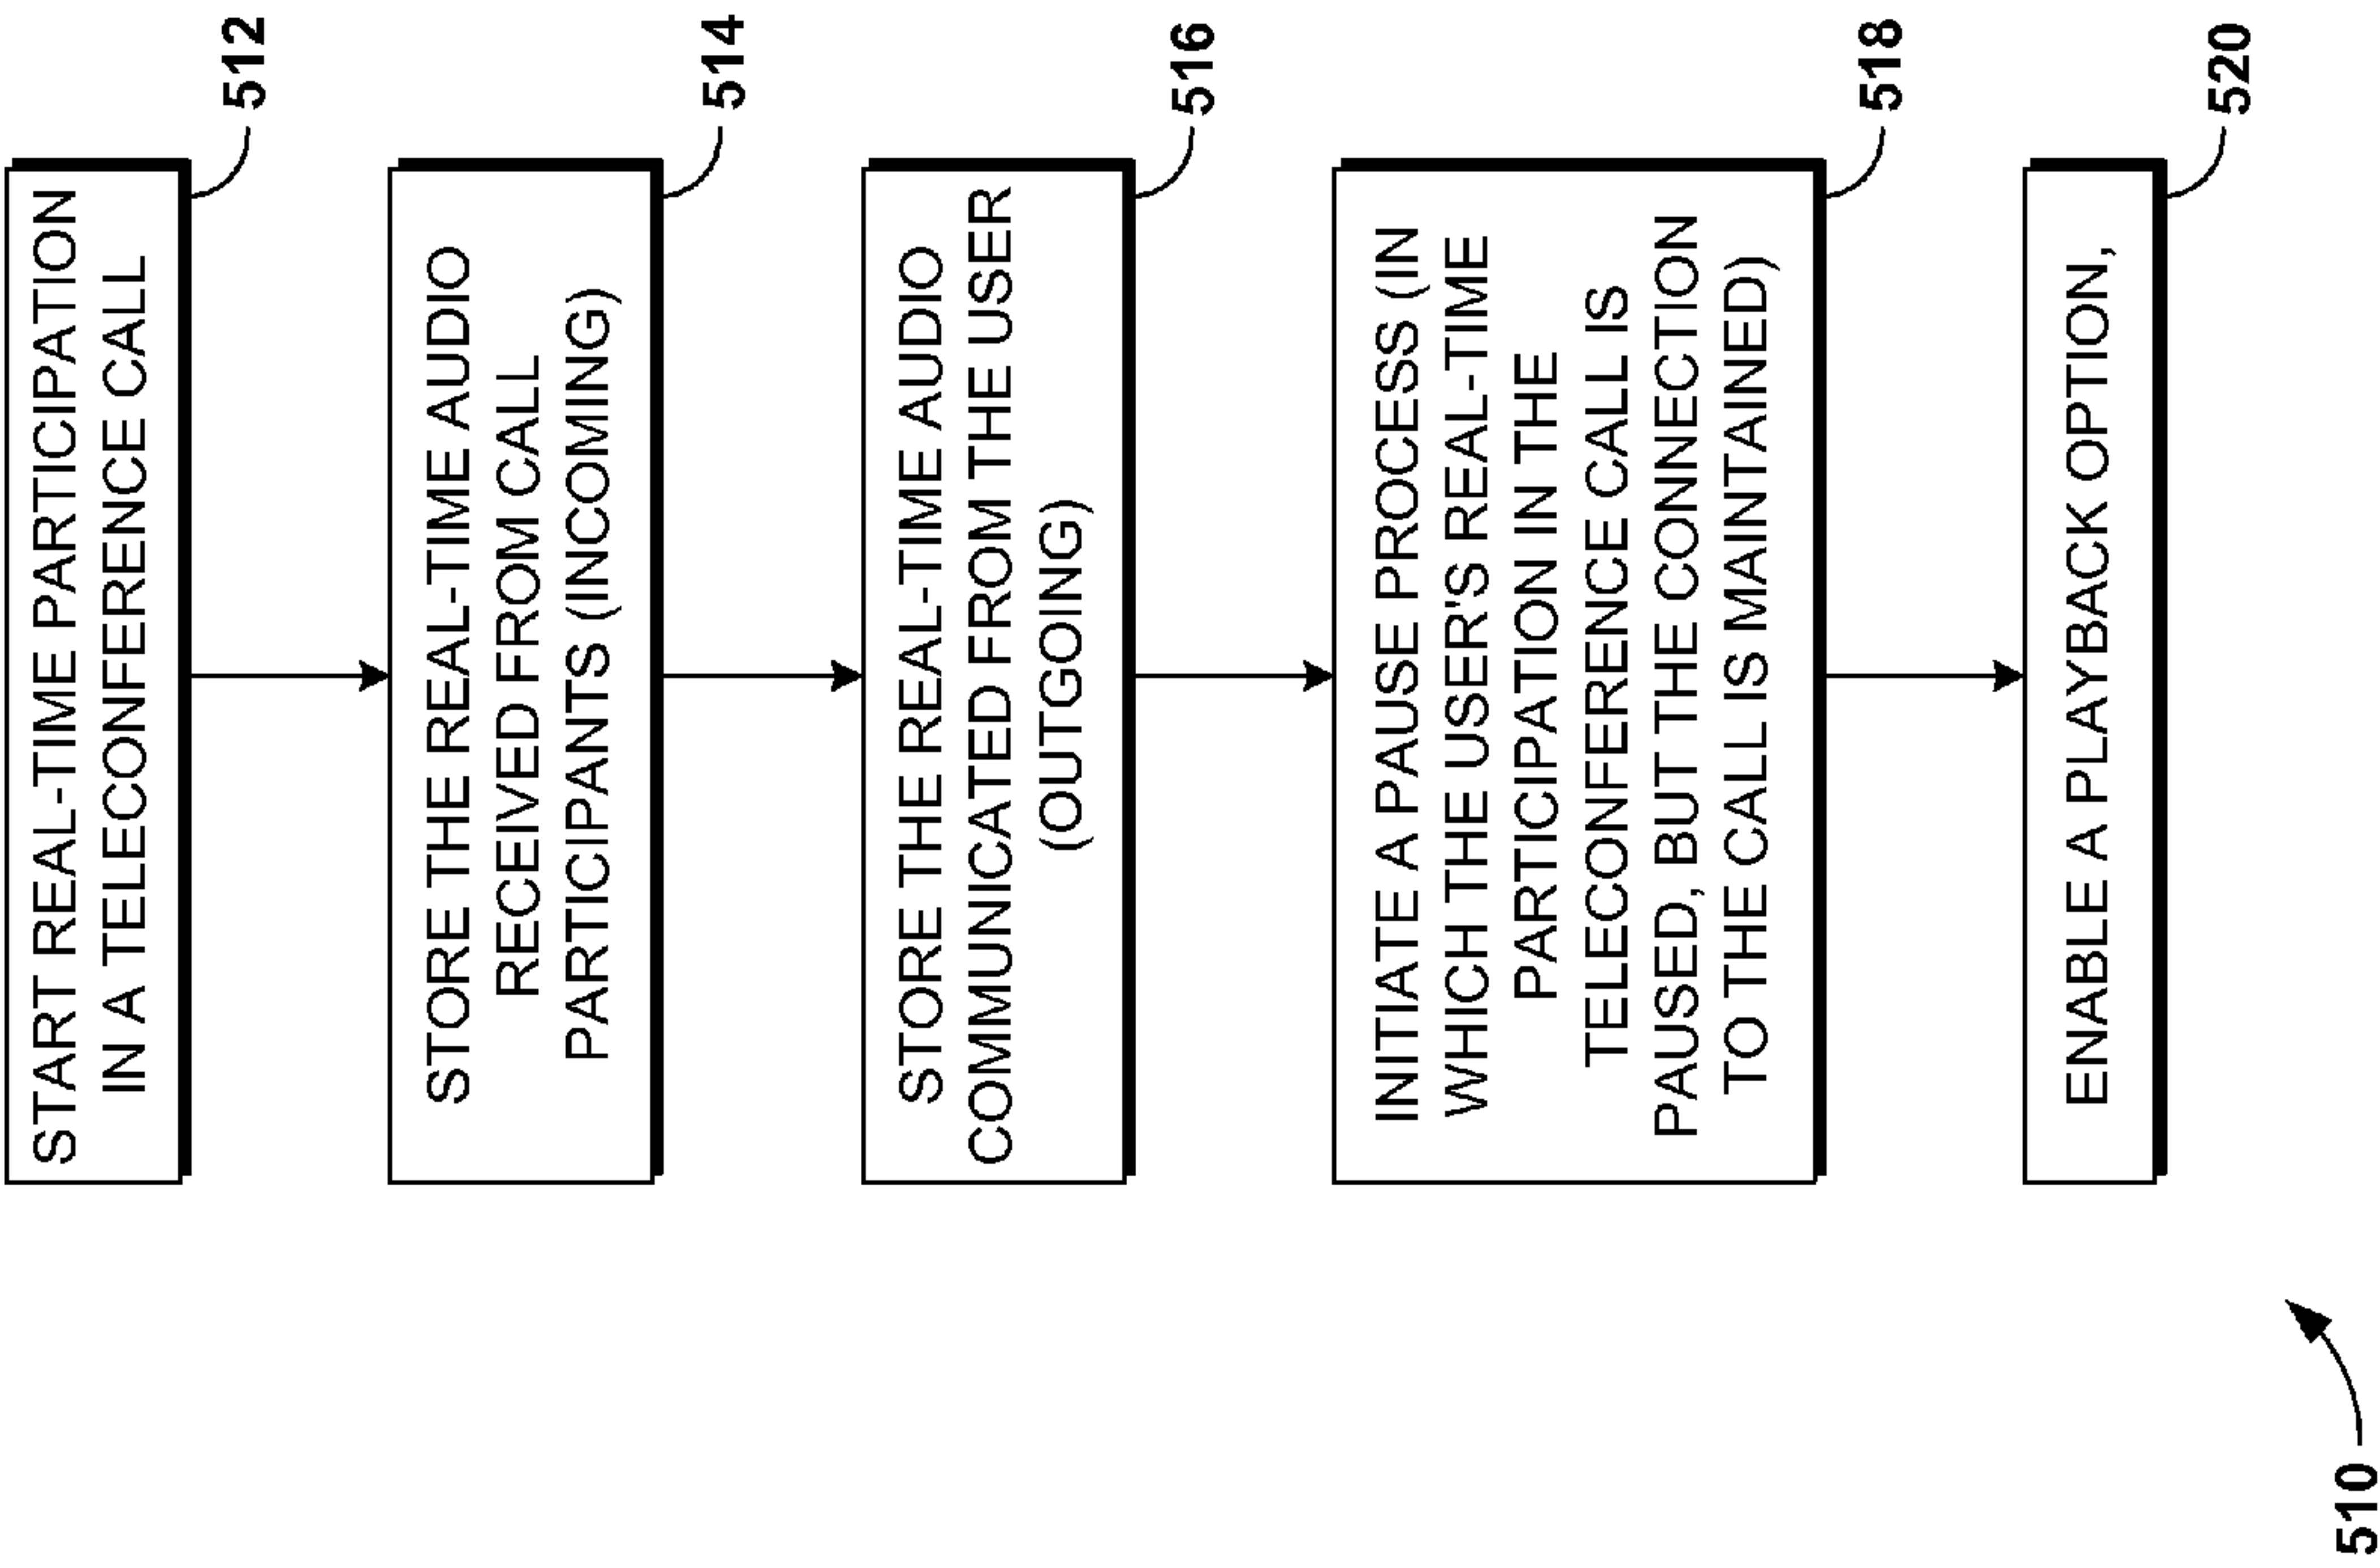 START REAL-TIME PARTICIPATION
IN A TELECONFERENCE CALL
512
STORE THE REAL-TIME AUDIO
RECEIVED FROM CALL
PARTICIPANTS (INCOMING)
514
STORE THE REAL-TIME AUDIO
COMMUNICATED FROM THE USER
(OUTGOING)
516
INITIATE A PAUSE PROCESS (IN
WHICH THE USER'S REAL-TIME
PARTICIPATION IN THE
TELECONFERENCE CALL IS
PAUSED, BUT THE CONNECTION
TO THE CALL IS MAINTAINED)
518
ENABLE A PLAYBACK OPTION,
520
510